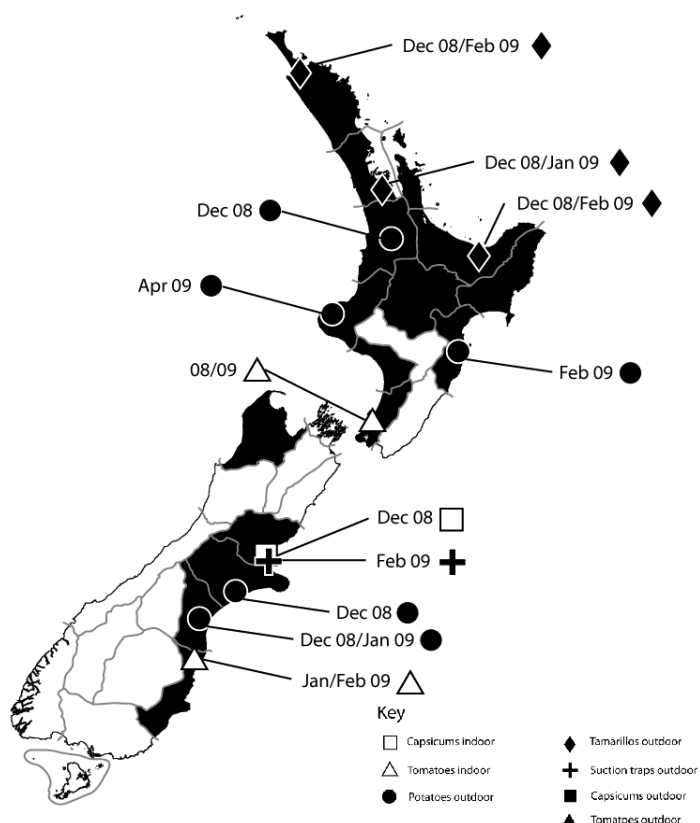 Dec 08/Feb 09
Dec 08/Jan 09
Dec 08/Feb 09
Dec 08
Apr 09
08/09
Feb 09
Dec 08
Feb 09
Dec 08
Dec 08/Jan 09
Jan/Feb 09
Key
Capsicums indoor
Tomatoes indoor
Potatoes outdoor
Tamarillos outdoor
Suction traps outdoor
Capsicums outdoor
Tomatoes outdoor